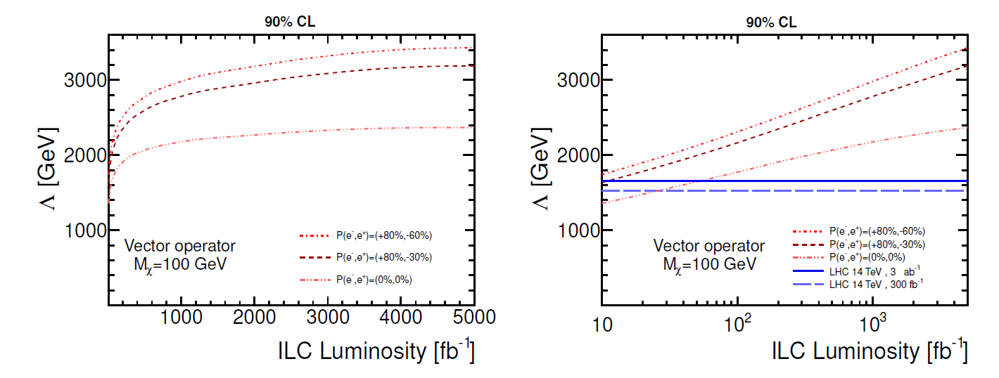 90% CL
3000
2000
1000
Λ [GeV]
Vector operator
Mχ=100 GeV
P(e-,e+)=(+80%,-60%)
P(e-,e+)=(+80%,-30%)
P(e-,e+)=(0%,0%)
1000 2000 3000 4000 5000
ILC Luminosity [fb-1]
90% CL
3000
2000
1000
Λ [GeV]
Vector operator
Mχ=100 GeV
P(e-,e+)=(+80%,-60%)
P(e-,e+)=(+80%,-30%)
P(e-,e+)=(0%,0%)
LHC 14 TeV , 3 ab-1
LHC 14 TeV , 300 fb-1
10 10² 10³
ILC Luminosity [fb-1]